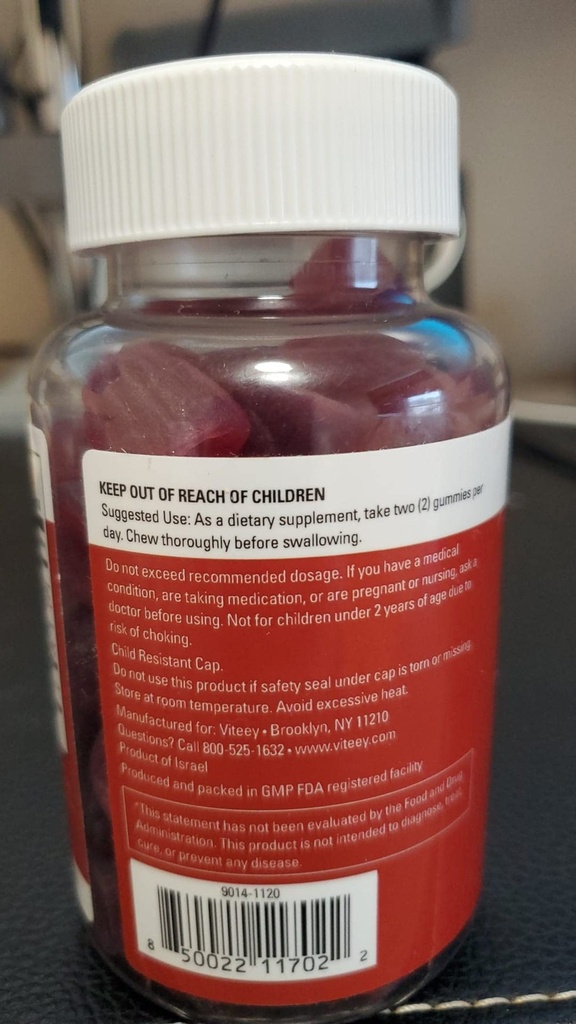 KEEP OUT OF REACH OF CHILDREN
Suggested Use: As a dietary supplement, take two (2) gummies per
day. Chew thoroughly before swallowing.
Do not exceed recommended dosage. If you have a medical
condition, are taking medication, or are pregnant or nursing, ask a
doctor before using. Not for children under 2 years of age due to
risk of choking.
Child Resistant Cap.
Do not use this product if safety seal under cap is torn or missing.
Store at room temperature. Avoid excessive heat.
Manufactured for: Viteey • Brooklyn, NY 11210
Questions? Call 800-525-1632 • www.viteey.com
Product of Israel
Produced and packed in GMP FDA registered facility
*This statement has not been evaluated by the Food and Drug
Administration. This product is not intended to diagnose, treat,
cure, or prevent any disease.
9014-1120
8 50022 11702 2